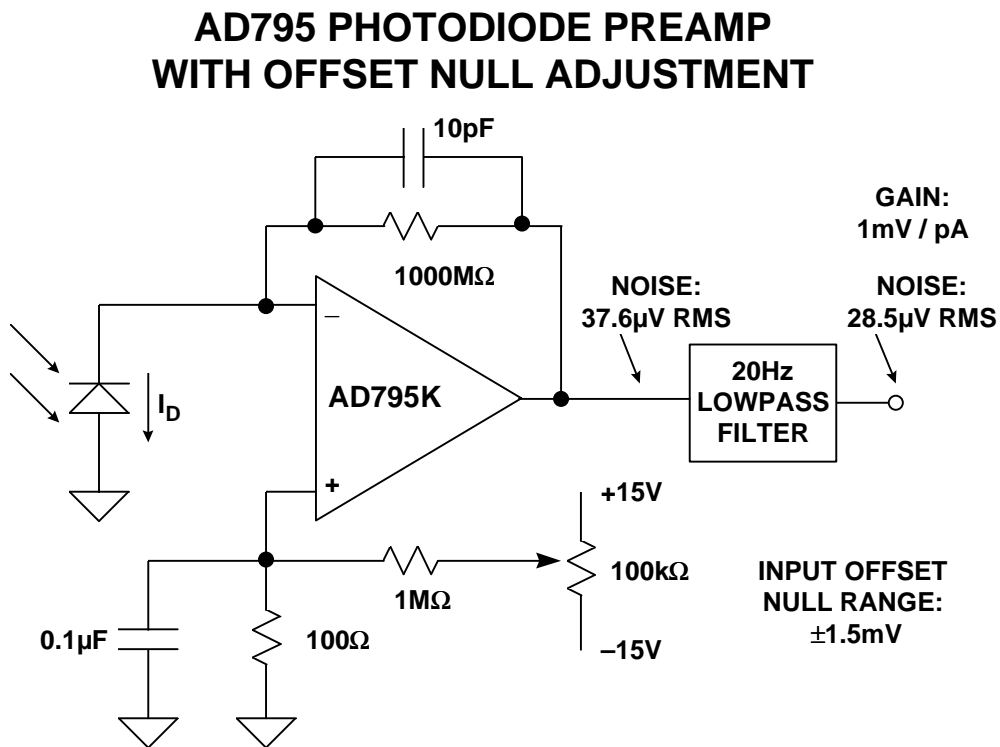 AD795 PHOTODIODE PREAMP
WITH OFFSET NULL ADJUSTMENT
10pF
1000MΩ
GAIN:
1mV / pA
NOISE:
37.6µV RMS
NOISE:
28.5µV RMS
I_D
–
AD795K
+
20Hz
LOWPASS
FILTER
+15V
100kΩ
–15V
1MΩ
0.1µF
100Ω
INPUT OFFSET
NULL RANGE:
±1.5mV